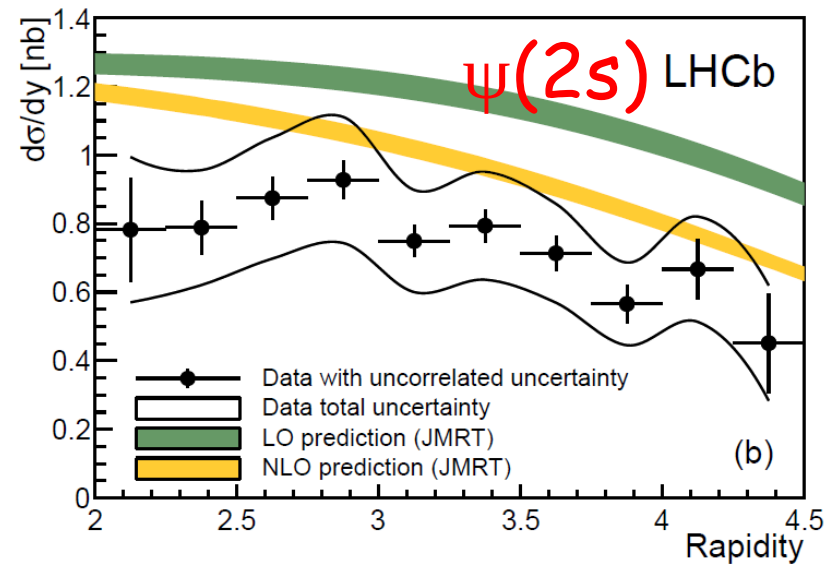 1.4
1.2
1
0.8
0.6
0.4
0.2
0
dσ/dy [nb]
ψ(2s) LHCb
Data with uncorrelated uncertainty
Data total uncertainty
LO prediction (JMRT)
NLO prediction (JMRT)
(b)
2 2.5 3 3.5 4 4.5
Rapidity